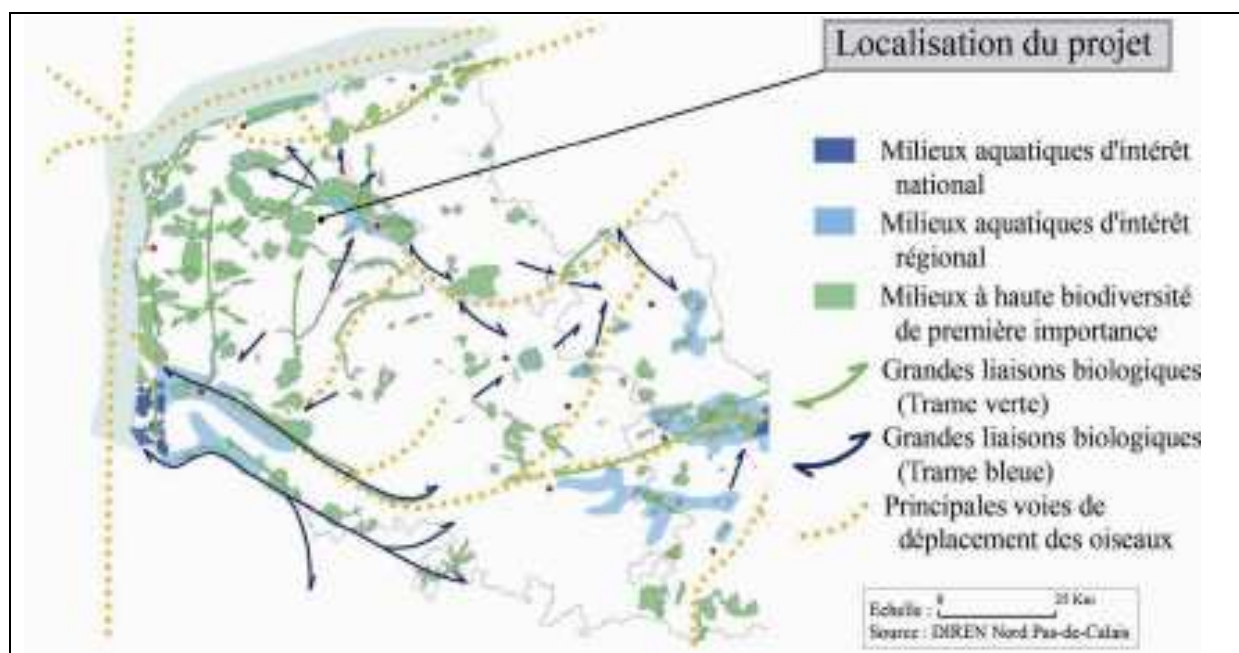 Localisation du projet
Milieux aquatiques d'intérêt
national
Milieux aquatiques d'intérêt
régional
Milieux à haute biodiversité
de première importance
Grandes liaisons biologiques
(Trame verte)
Grandes liaisons biologiques
(Trame bleue)
Principales voies de
déplacement des oiseaux
Echelle : 0 Km
Source : DIREN Nord Pas-de-Calais